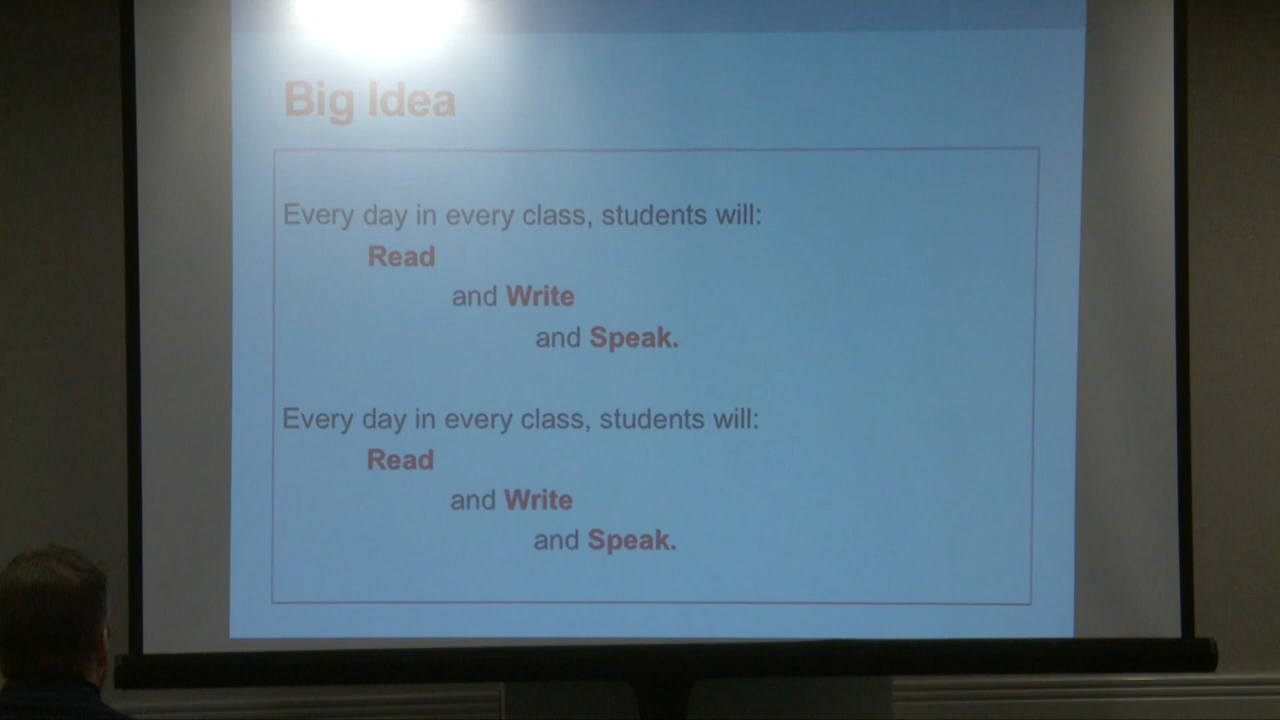 Big Idea
Every day in every class, students will:
Read
and Write
and Speak.
Every day in every class, students will:
Read
and Write
and Speak.